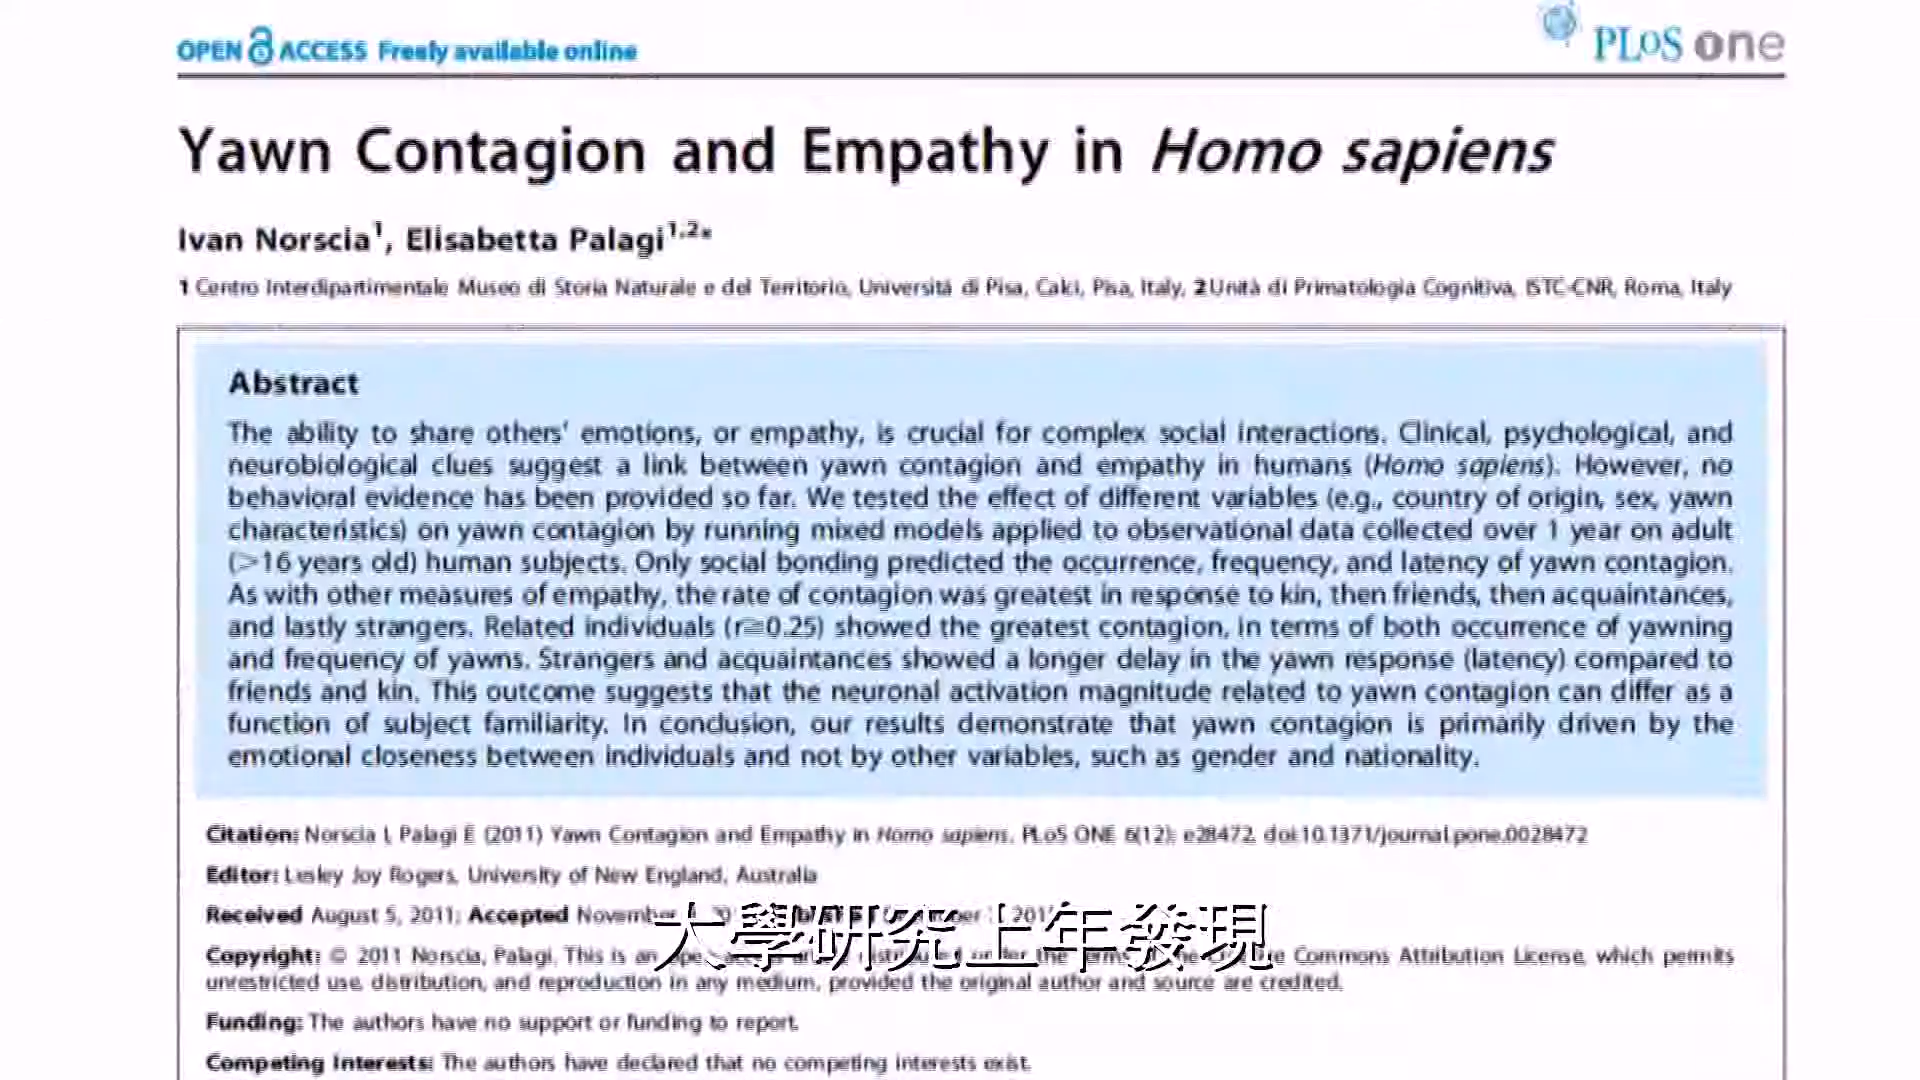 OPEN ACCESS Freely available online
PLoS one
Yawn Contagion and Empathy in Homo sapiens
Ivan Norscia1, Elisabetta Palagi1,2*
1 Centro Interdipartimentale Museo di Storia Naturale e del Territorio, Università di Pisa, Calci, Pisa, Italy, 2 Unità di Primatologia Cognitiva, ISTC-CNR, Roma, Italy
Abstract
The ability to share others' emotions, or empathy, is crucial for complex social interactions. Clinical, psychological, and
neurobiological clues suggest a link between yawn contagion and empathy in humans (Homo sapiens). However, no
behavioral evidence has been provided so far. We tested the effect of different variables (e.g., country of origin, sex, yawn
characteristics) on yawn contagion by running mixed models applied to observational data collected over 1 year on adult
(>16 years old) human subjects. Only social bonding predicted the occurrence, frequency, and latency of yawn contagion.
As with other measures of empathy, the rate of contagion was greatest in response to kin, then friends, then acquaintances,
and lastly strangers. Related individuals (r≥0.25) showed the greatest contagion, in terms of both occurrence of yawning
and frequency of yawns. Strangers and acquaintances showed a longer delay in the yawn response (latency) compared to
friends and kin. This outcome suggests that the neuronal activation magnitude related to yawn contagion can differ as a
function of subject familiarity. In conclusion, our results demonstrate that yawn contagion is primarily driven by the
emotional closeness between individuals and not by other variables, such as gender and nationality.
Citation: Norscia I, Palagi E (2011) Yawn Contagion and Empathy in Homo sapiens. PLoS ONE 6(12): e28472. doi:10.1371/journal.pone.0028472
Editor: Lesley Joy Rogers, University of New England, Australia
Received August 5, 2011; Accepted November
大學研究上年發現
Copyright: © 2011 Norscia, Palagi. This is an the Commons Attribution License, which permits
unrestricted use, distribution, and reproduction in any medium, provided the original author and source are credited.
Funding: The authors have no support or funding to report.
Competing Interests: The authors have declared that no competing interests exist.